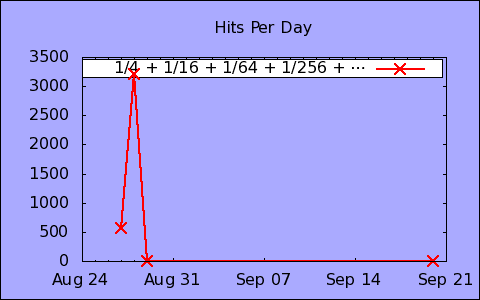 Hits Per Day
1/4 + 1/16 + 1/64 + 1/256 + ···
3500
3000
2500
2000
1500
1000
500
0
Aug 24 Aug 31 Sep 07 Sep 14 Sep 21